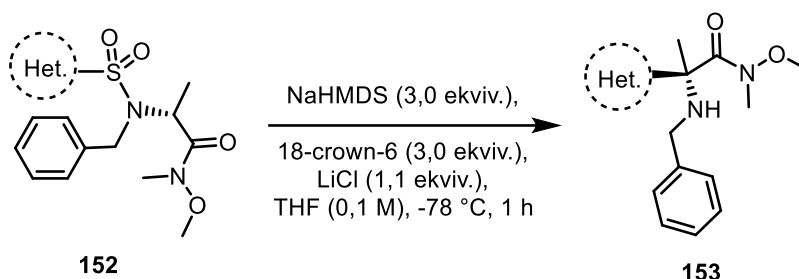 Het.
O
O
S
N
O
N
O
152
NaHMDS (3,0 ekviv.),
18-crown-6 (3,0 ekviv.),
LiCl (1,1 ekviv.),
THF (0,1 M), -78 °C, 1 h
Het.
O
N
O
NH
153